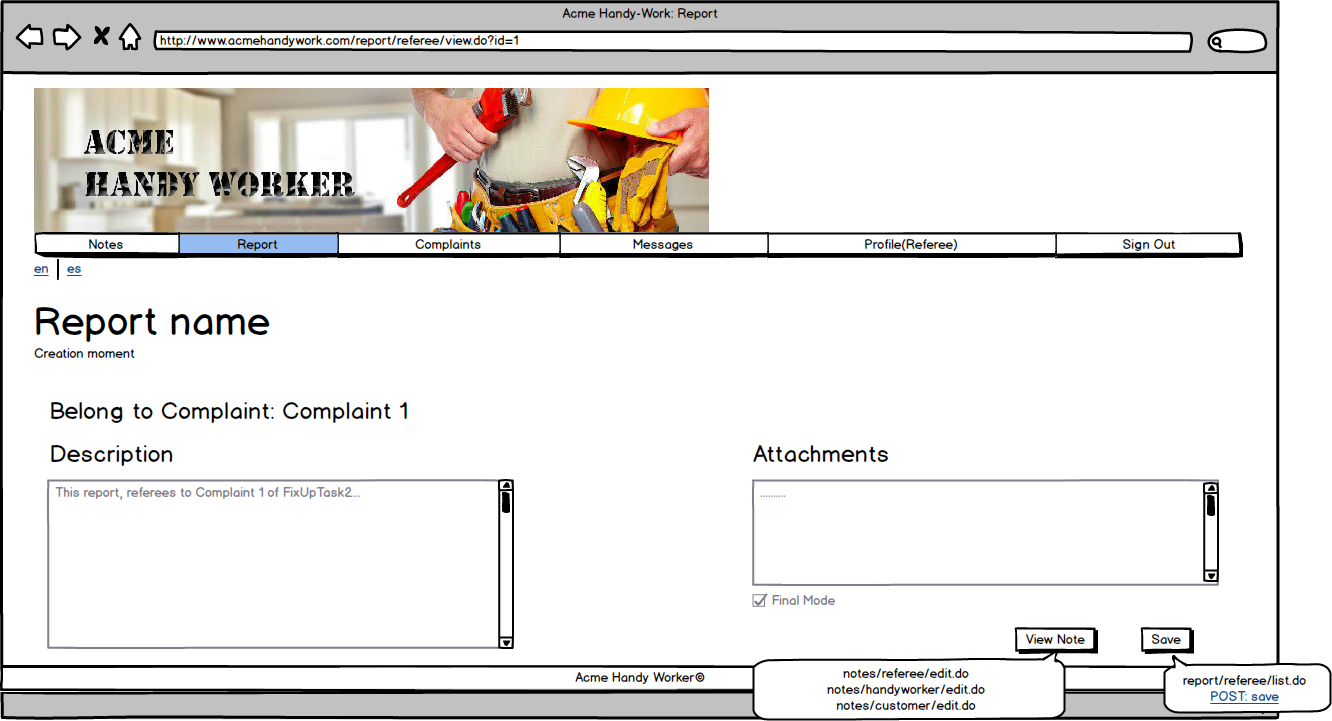 Acme Handy-Work: Report
http://www.acmehandywork.com/report/referee/view.do?id=1
ACME
HANDY WORKER
Notes
Report
Complaints
Messages
Profile(Referee)
Sign Out
en
es
Report name
Creation moment
Belong to Complaint: Complaint 1
Description
Attachments
This report, referees to Complaint 1 of FixUpTask2...
..........
Final Mode
View Note
Save
Acme Handy Worker©
notes/referee/edit.do
notes/handyworker/edit.do
notes/customer/edit.do
report/referee/list.do
POST: save